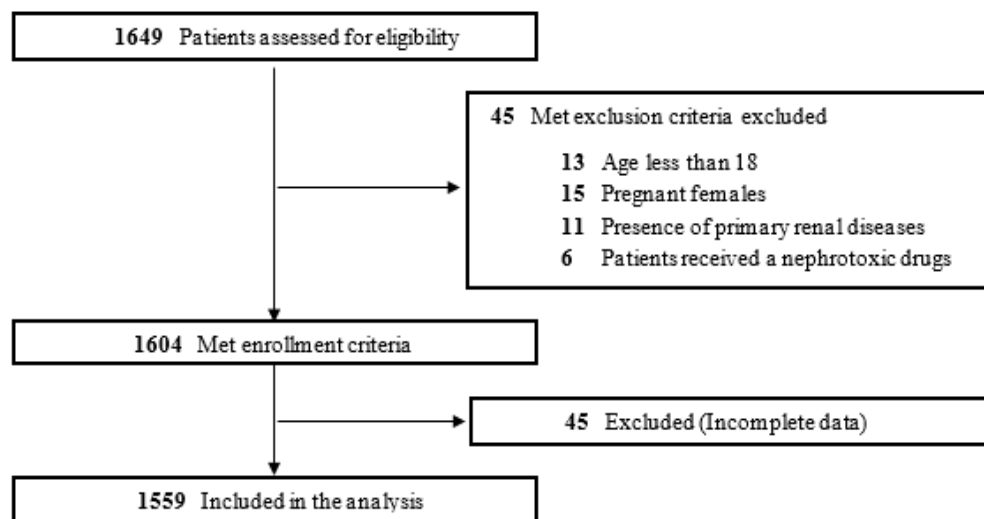 1649 Patients assessed for eligibility
45 Met exclusion criteria excluded
13 Age less than 18
15 Pregnant females
11 Presence of primary renal diseases
6 Patients received a nephrotoxic drugs
1604 Met enrollment criteria
45 Excluded (Incomplete data)
1559 Included in the analysis